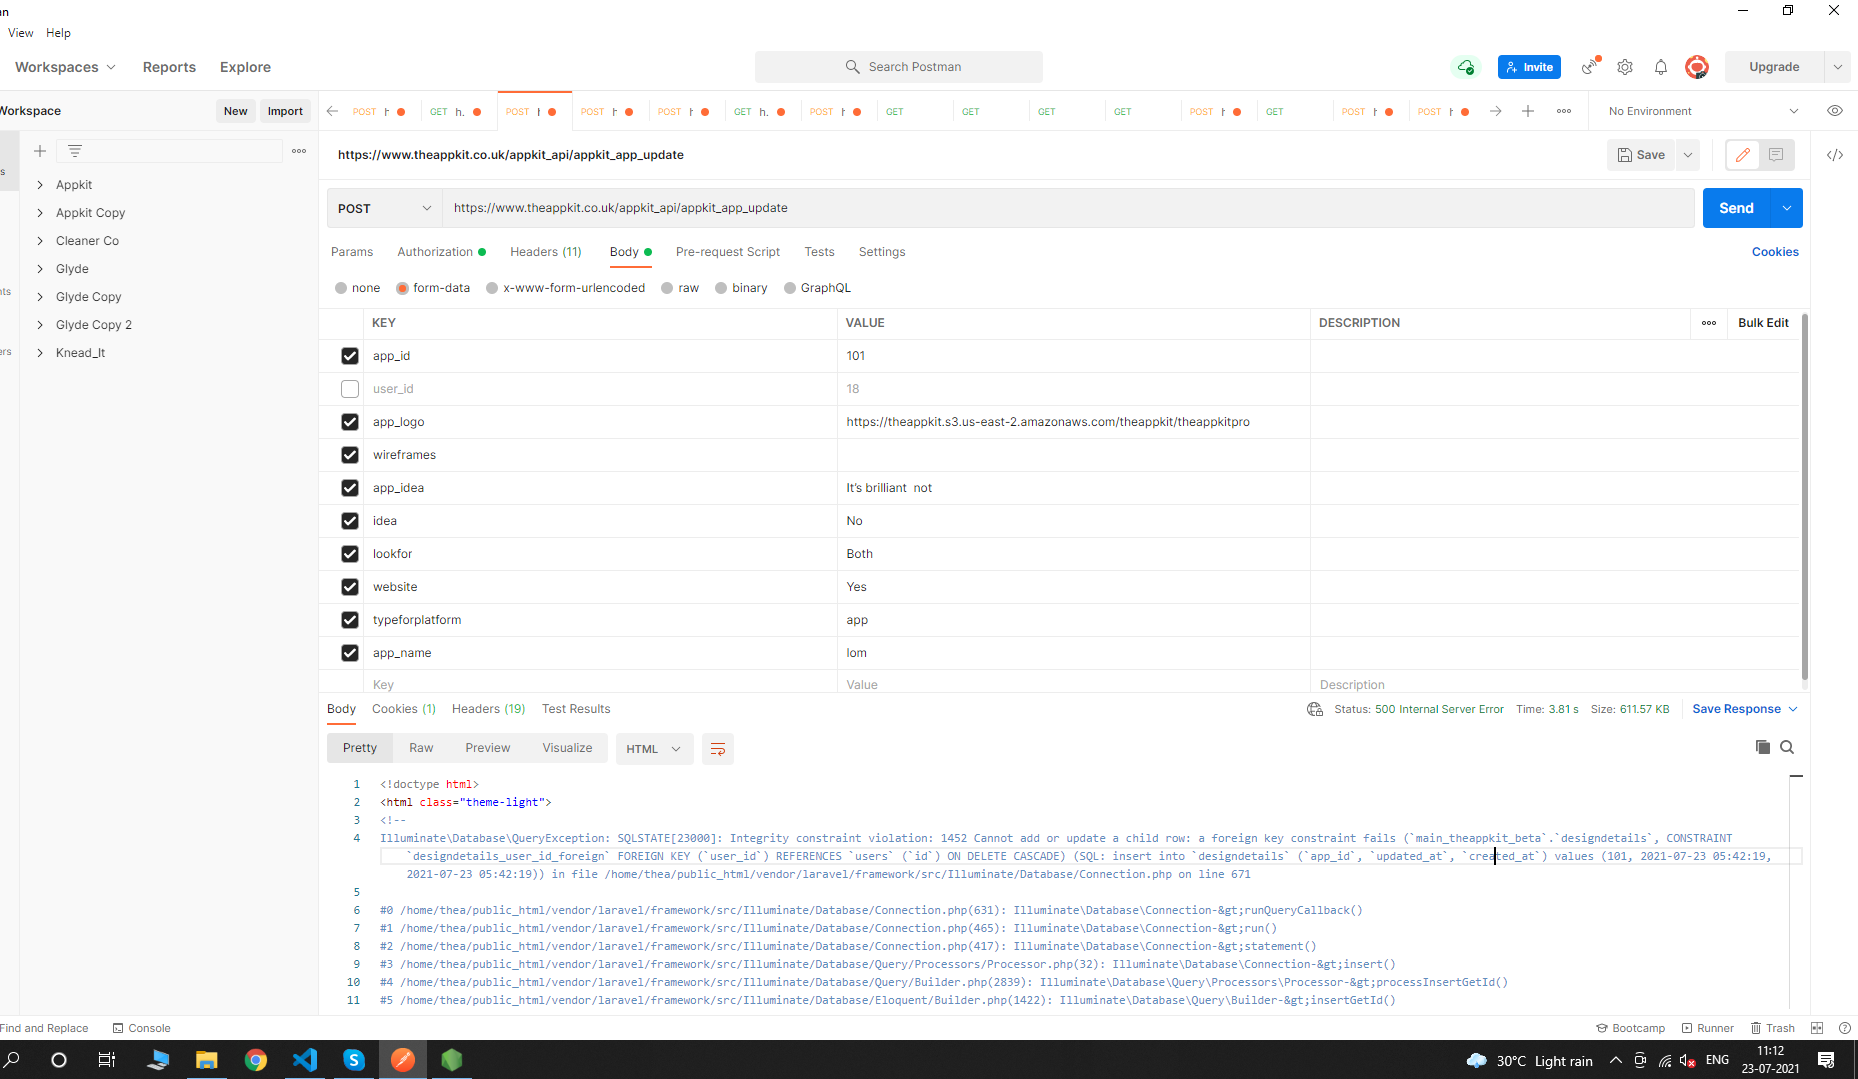 an
View Help
Workspaces Reports Explore Search Postman Invite Upgrade
Workspace New Import POST h GET h. POST h POST h POST h GET h. POST h GET GET GET GET POST h GET POST h POST h No Environment
https://www.theappkit.co.uk/appkit_api/appkit_app_update Save
s
Appkit
Appkit Copy
Cleaner Co
Glyde
nts
Glyde Copy
Glyde Copy 2
ers
Knead_It
POST https://www.theappkit.co.uk/appkit_api/appkit_app_update Send
Params Authorization Headers (11) Body Pre-request Script Tests Settings Cookies
none form-data x-www-form-urlencoded raw binary GraphQL
KEY VALUE DESCRIPTION Bulk Edit
app_id 101
user_id 18
app_logo https://theappkit.s3.us-east-2.amazonaws.com/theappkit/theappkitpro
wireframes
app_idea It's brilliant  not
idea No
lookfor Both
website Yes
typeforplatform app
app_name lom
Key Value Description
Body Cookies (1) Headers (19) Test Results Status: 500 Internal Server Error Time: 3.81 s Size: 611.57 KB Save Response
Pretty Raw Preview Visualize HTML
1 <!doctype html>
2 <html class="theme-light">
3 <!--
4 Illuminate\Database\QueryException: SQLSTATE[23000]: Integrity constraint violation: 1452 Cannot add or update a child row: a foreign key constraint fails (`main_theappkit_beta`.`designdetails`, CONSTRAINT
`designdetails_user_id_foreign` FOREIGN KEY (`user_id`) REFERENCES `users` (`id`) ON DELETE CASCADE) (SQL: insert into `designdetails` (`app_id`, `updated_at`, `created_at`) values (101, 2021-07-23 05:42:19,
2021-07-23 05:42:19)) in file /home/thea/public_html/vendor/laravel/framework/src/Illuminate/Database/Connection.php on line 671
5
6 #0 /home/thea/public_html/vendor/laravel/framework/src/Illuminate/Database/Connection.php(631): Illuminate\Database\Connection-&gt;runQueryCallback()
7 #1 /home/thea/public_html/vendor/laravel/framework/src/Illuminate/Database/Connection.php(465): Illuminate\Database\Connection-&gt;run()
8 #2 /home/thea/public_html/vendor/laravel/framework/src/Illuminate/Database/Connection.php(417): Illuminate\Database\Connection-&gt;statement()
9 #3 /home/thea/public_html/vendor/laravel/framework/src/Illuminate/Database/Query/Processors/Processor.php(32): Illuminate\Database\Connection-&gt;insert()
10 #4 /home/thea/public_html/vendor/laravel/framework/src/Illuminate/Database/Query/Builder.php(2839): Illuminate\Database\Query\Processors\Processor-&gt;processInsertGetId()
11 #5 /home/thea/public_html/vendor/laravel/framework/src/Illuminate/Database/Eloquent/Builder.php(1422): Illuminate\Database\Query\Builder-&gt;insertGetId()
Find and Replace Console Bootcamp Runner Trash
30°C Light rain ENG 11:12
23-07-2021